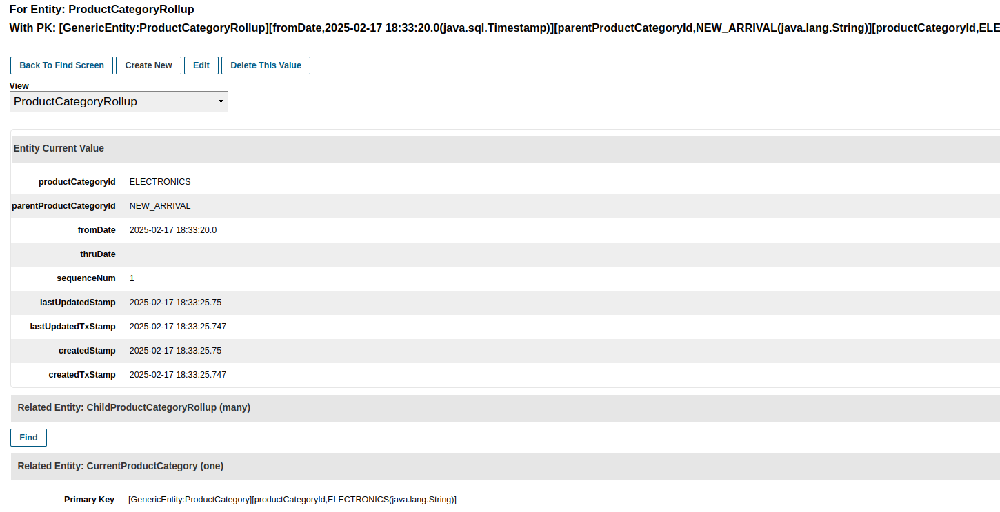 For Entity: ProductCategoryRollup
With PK: [GenericEntity:ProductCategoryRollup][fromDate,2025-02-17 18:33:20.0(java.sql.Timestamp)][parentProductCategoryId,NEW_ARRIVAL(java.lang.String)][productCategoryId,ELE
Back To Find Screen Create New Edit Delete This Value
View
ProductCategoryRollup
Entity Current Value
productCategoryId ELECTRONICS
parentProductCategoryId NEW_ARRIVAL
fromDate 2025-02-17 18:33:20.0
thruDate
sequenceNum 1
lastUpdatedStamp 2025-02-17 18:33:25.75
lastUpdatedTxStamp 2025-02-17 18:33:25.747
createdStamp 2025-02-17 18:33:25.75
createdTxStamp 2025-02-17 18:33:25.747
Related Entity: ChildProductCategoryRollup (many)
Find
Related Entity: CurrentProductCategory (one)
Primary Key [GenericEntity:ProductCategory][productCategoryId,ELECTRONICS(java.lang.String)]